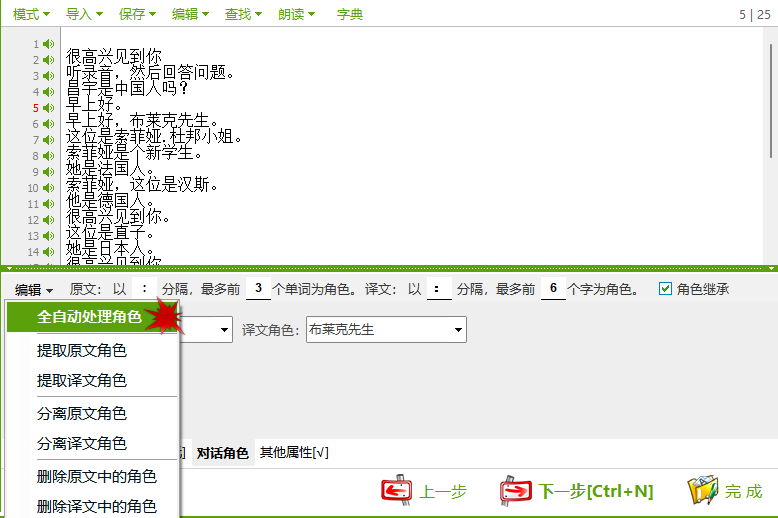 模式 导入 保存 编辑 查找 朗读 字典 5 | 25
1
2 很高兴见到你
3 听录音，然后回答问题。
4 昌宇是中国人吗？
5 早上好。
6 早上好，布莱克先生。
7 这位是索菲娅.杜邦小姐。
8 索菲娅是个新学生。
9 她是法国人。
10 索菲娅，这位是汉斯。
11 他是德国人。
12 很高兴见到你。
13 这位是直子。
14 她是日本人。
很高兴见到你
编辑 原文： 以 : 分隔，最多前 3 个单词为角色。译文： 以 ： 分隔，最多前 6 个字为角色。 角色继承
全自动处理角色 译文角色： 布莱克先生
提取原文角色
提取译文角色
分离原文角色
分离译文角色 对话角色 其他属性[√]
删除原文中的角色
上一步 下一步[Ctrl+N] 完 成
删除译文中的角色